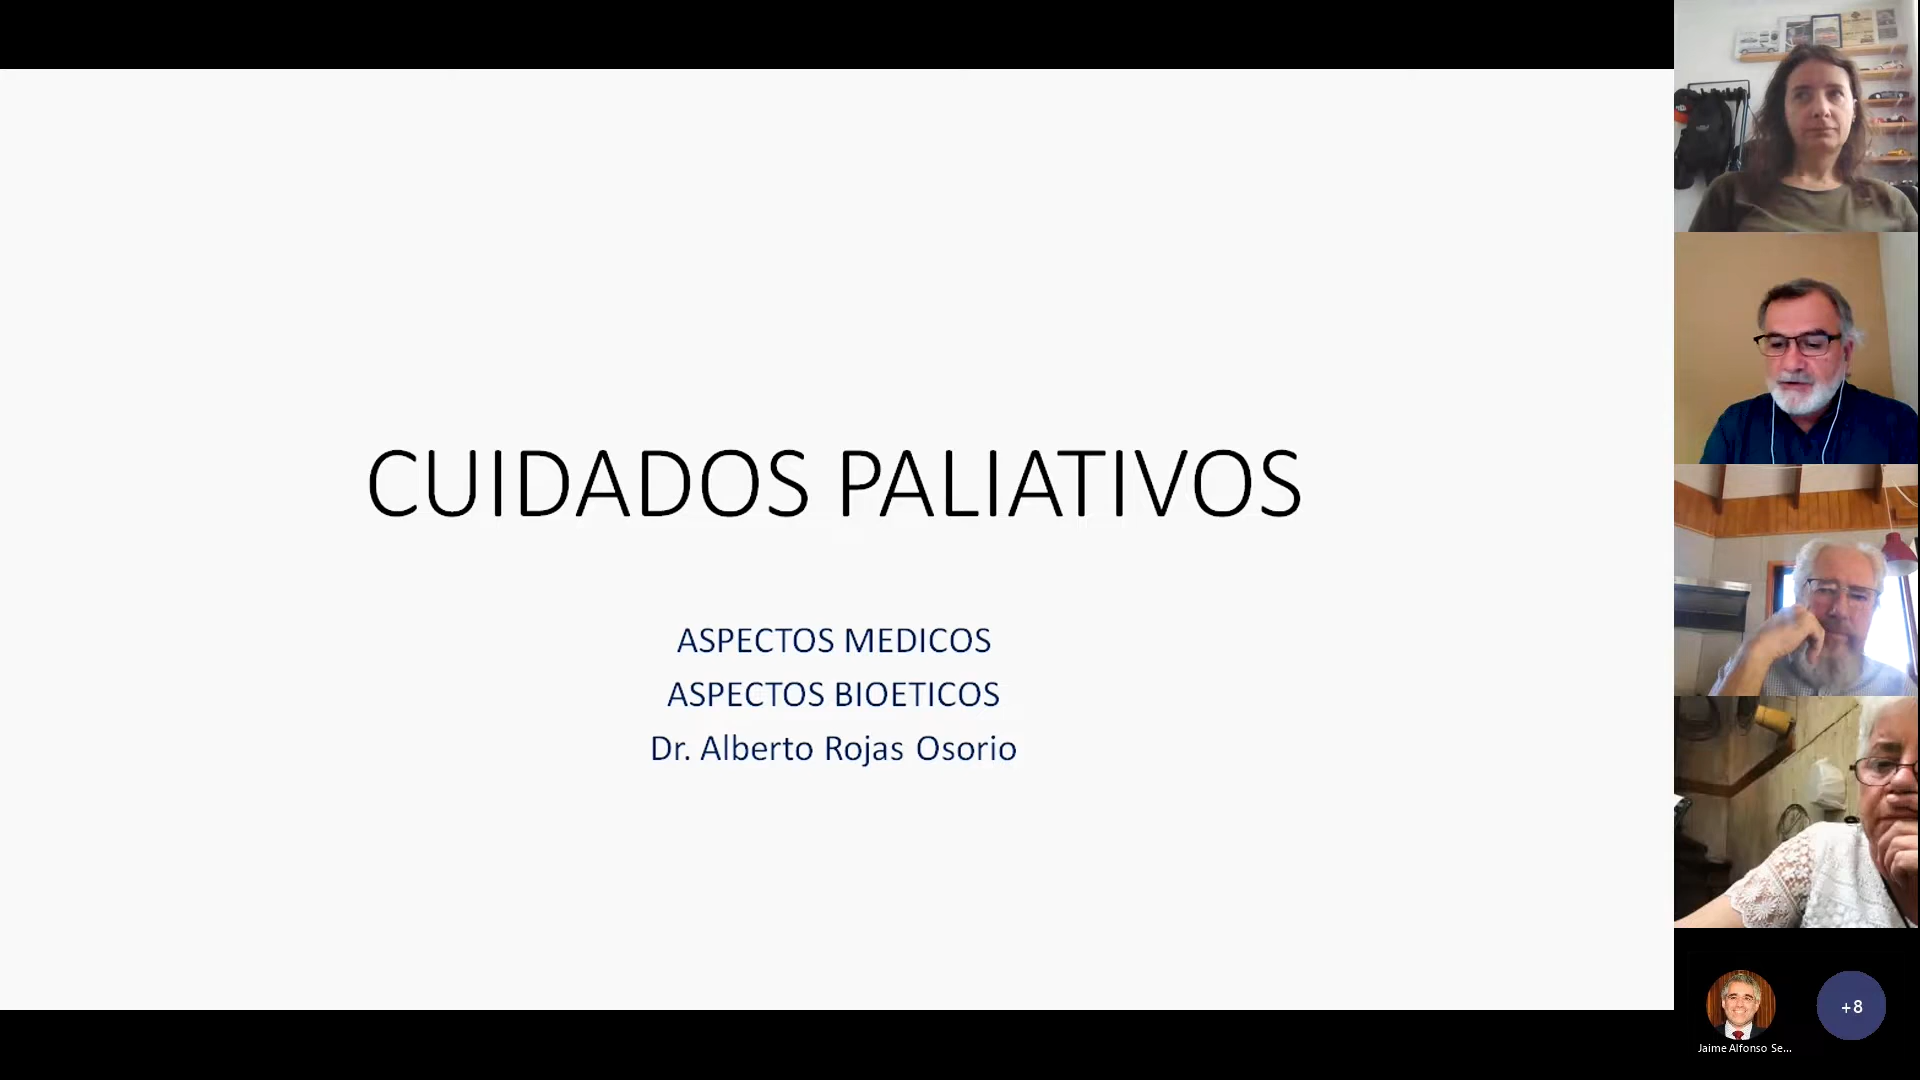 CUIDADOS PALIATIVOS
ASPECTOS MEDICOS
ASPECTOS BIOETICOS
Dr. Alberto Rojas Osorio
+8
Jaime Alfonso Se...